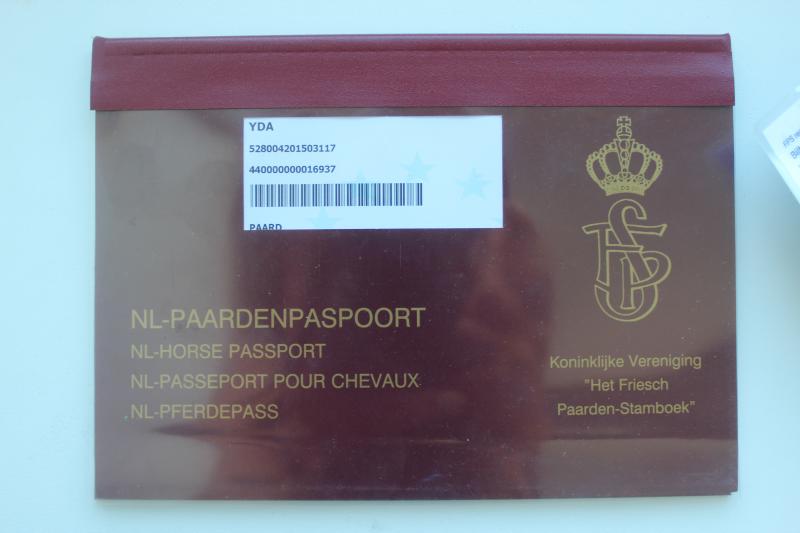 YDA
528004201503117
440000000016937
PAARD
NL-PAARDENPASPOORT
NL-HORSE PASSPORT
NL-PASSEPORT POUR CHEVAUX
NL-PFERDEPASS
Koninklijke Vereniging
"Het Friesch
Paarden-Stamboek"